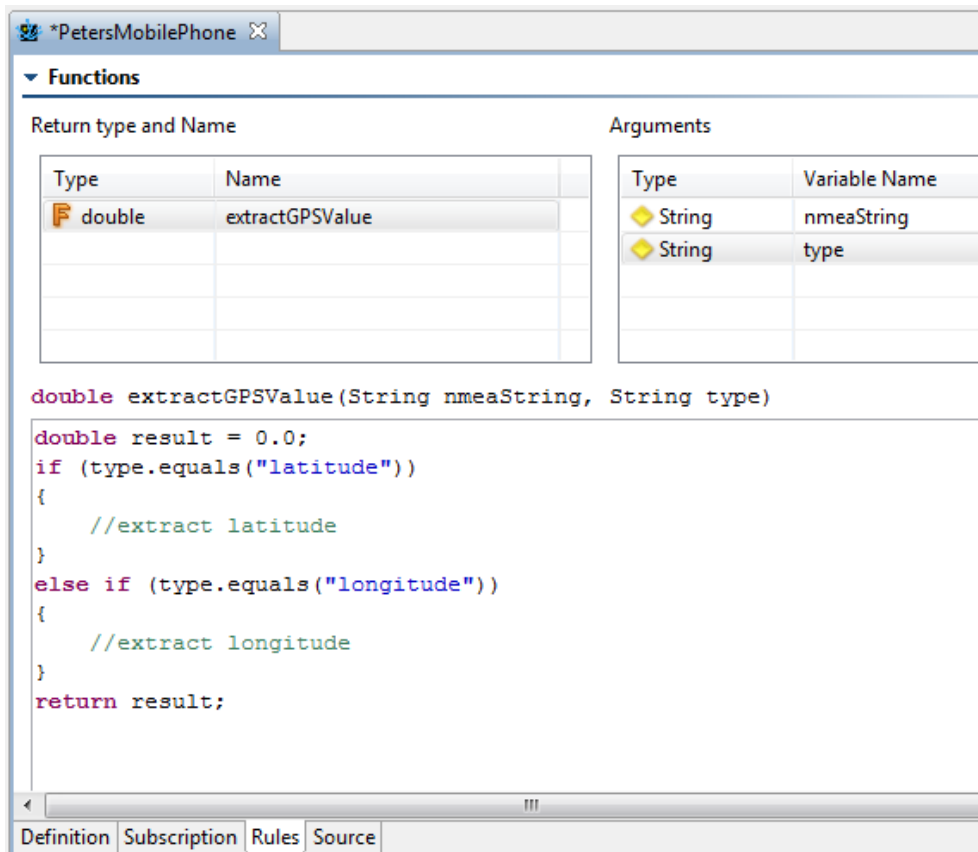 *PetersMobilePhone
Functions
Return type and Name
Arguments
Type Name
Type Variable Name
F double extractGPSValue
String nmeaString
String type
double extractGPSValue(String nmeaString, String type)
double result = 0.0;
if (type.equals("latitude"))
{
    //extract latitude
}
else if (type.equals("longitude"))
{
    //extract longitude
}
return result;
Definition Subscription Rules Source